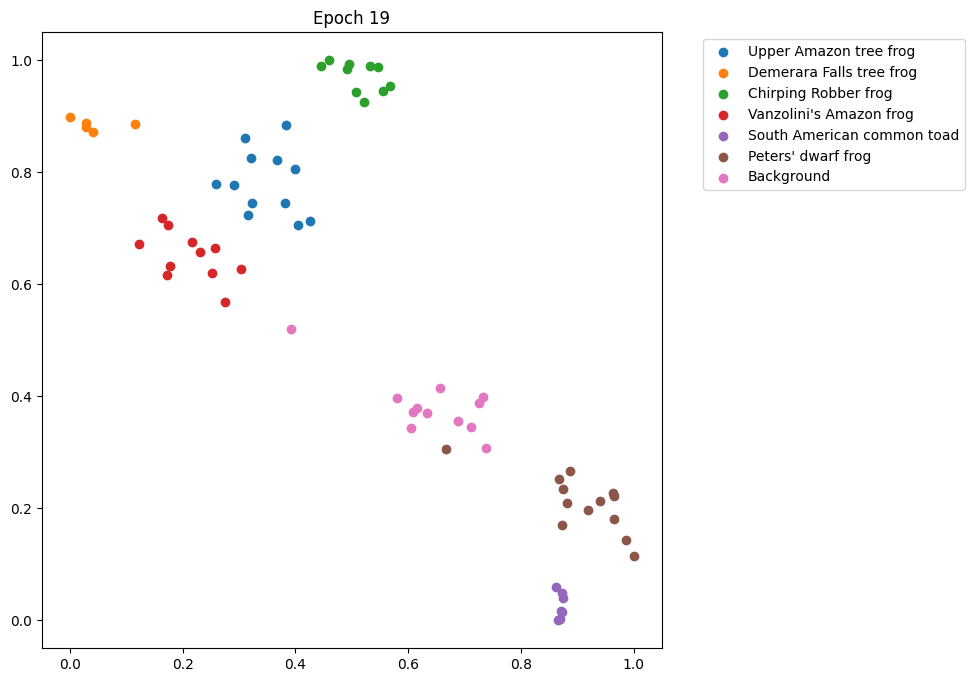 Epoch 19
Upper Amazon tree frog
Demerara Falls tree frog
Chirping Robber frog
Vanzolini's Amazon frog
South American common toad
Peters' dwarf frog
Background
1.0
0.8
0.6
0.4
0.2
0.0
0.0 0.2 0.4 0.6 0.8 1.0